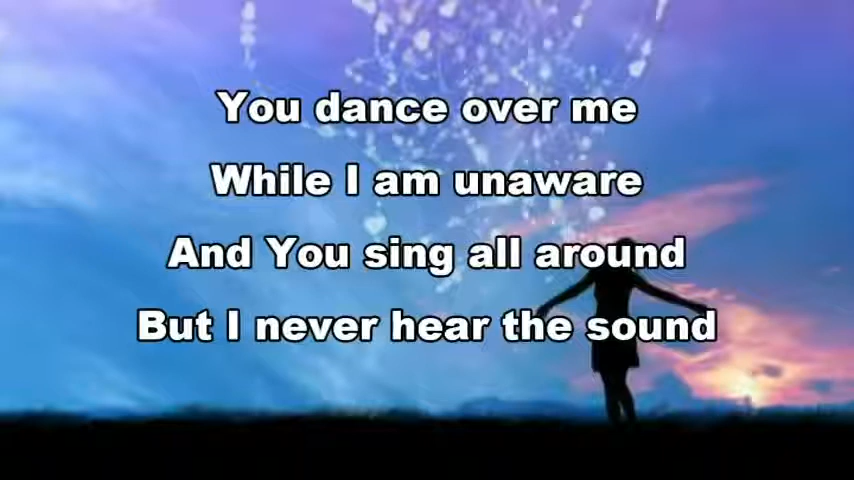 You dance over me
While I am unaware
And You sing all around
But I never hear the sound